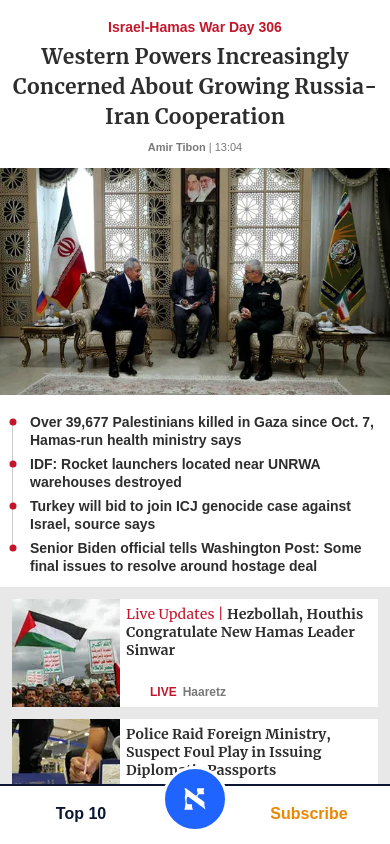 Israel-Hamas War Day 306
Western Powers Increasingly
Concerned About Growing Russia-
Iran Cooperation
Amir Tibon | 13:04
Over 39,677 Palestinians killed in Gaza since Oct. 7,
Hamas-run health ministry says
IDF: Rocket launchers located near UNRWA
warehouses destroyed
Turkey will bid to join ICJ genocide case against
Israel, source says
Senior Biden official tells Washington Post: Some
final issues to resolve around hostage deal
Live Updates | Hezbollah, Houthis
Congratulate New Hamas Leader
Sinwar
LIVE Haaretz
Police Raid Foreign Ministry,
Suspect Foul Play in Issuing
Diplomatic Passports
Top 10
Subscribe